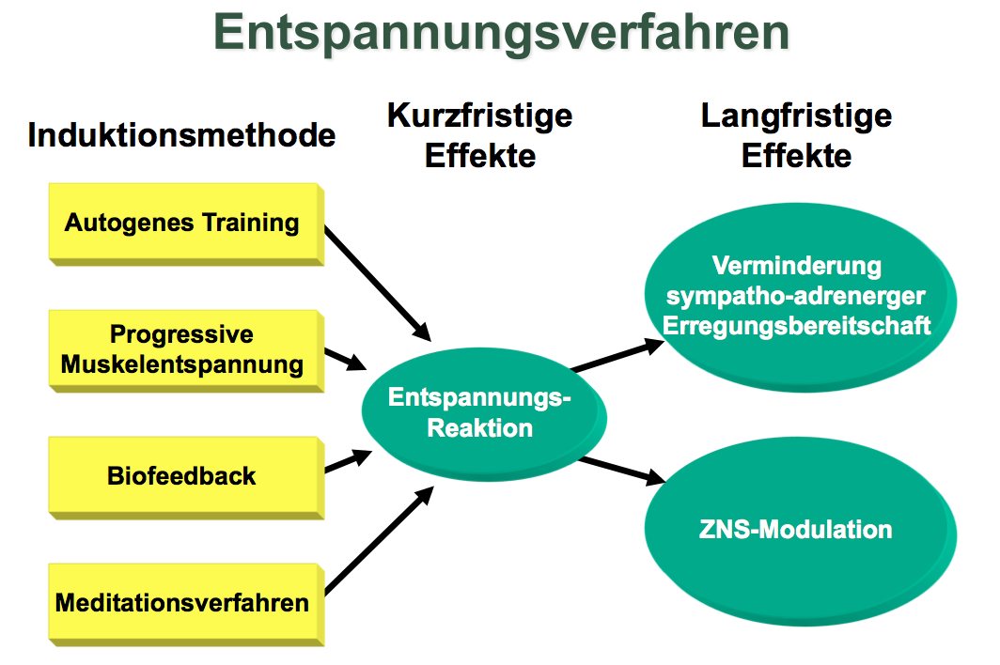 Entspannungsverfahren
Induktionsmethode
Kurzfristige
Effekte
Langfristige
Effekte
Autogenes Training
Progressive
Muskelentspannung
Biofeedback
Meditationsverfahren
Entspannungs-
Reaktion
Verminderung
sympatho-adrenerger
Erregungsbereitschaft
ZNS-Modulation